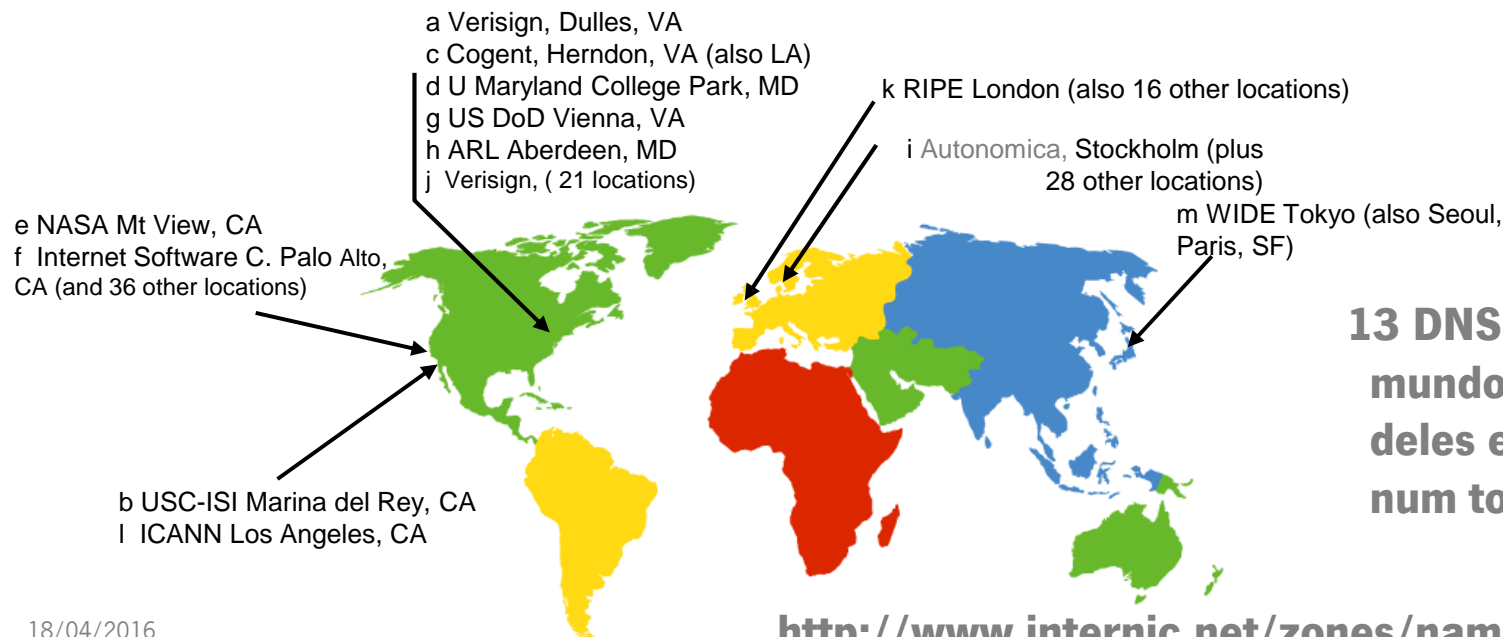 a Verisign, Dulles, VA
c Cogent, Herndon, VA (also LA)
d U Maryland College Park, MD
g US DoD Vienna, VA
h ARL Aberdeen, MD
j Verisign, ( 21 locations)
k RIPE London (also 16 other locations)
i Autonomica, Stockholm (plus
28 other locations)
m WIDE Tokyo (also Seoul,
Paris, SF)
e NASA Mt View, CA
f Internet Software C. Palo Alto,
CA (and 36 other locations)
b USC-ISI Marina del Rey, CA
l ICANN Los Angeles, CA
13 DNS
mundo
deles e
num to
18/04/2016
http://www.internic.net/zones/nam